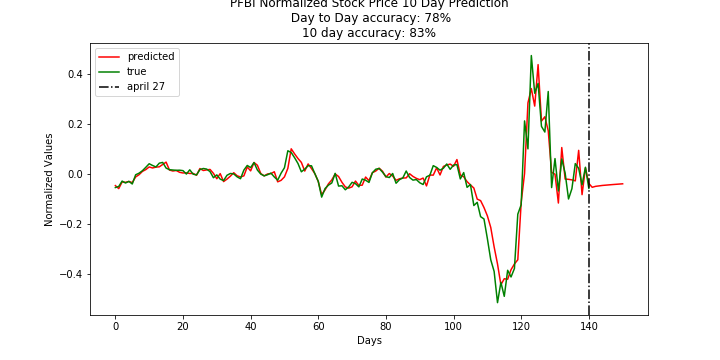 PFBI Normalized Stock Price 10 Day Prediction
Day to Day accuracy: 78%
10 day accuracy: 83%
predicted
true
april 27
Normalized Values
0.4
0.2
0.0
−0.2
−0.4
0 20 40 60 80 100 120 140
Days